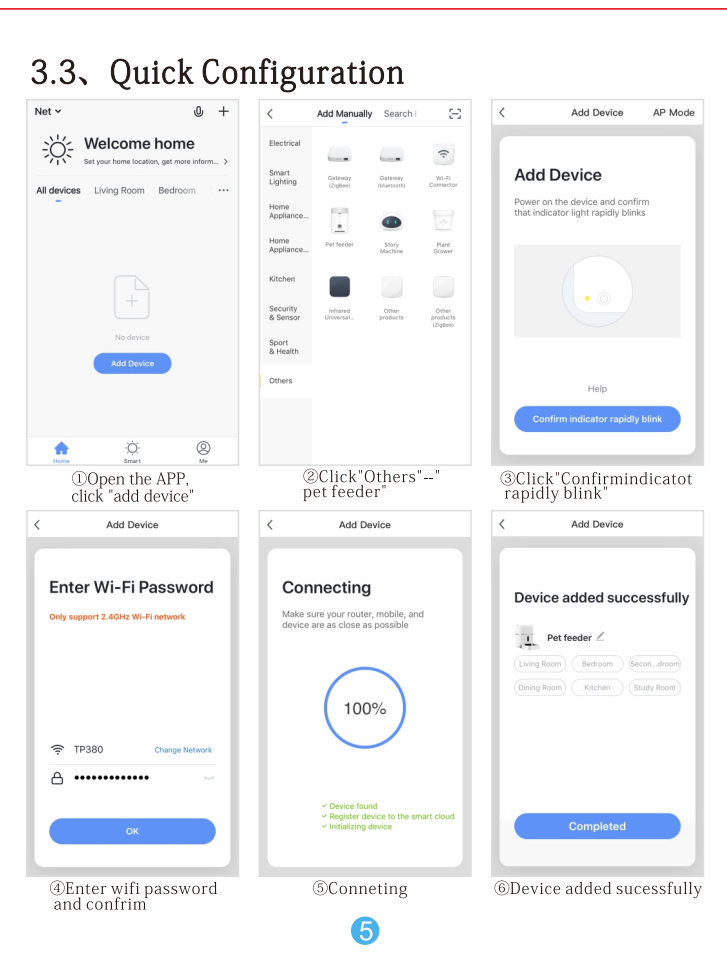 3.3、Quick Configuration
Net
Welcome home
Set your home location, get more inform...
All devices Living Room Bedroom ...
No device
Add Device
Home Smart Me
①Open the APP,
click "add device"
Add Manually Search
Electrical
Smart
Lighting
Home
Appliance...
Home
Appliance...
Kitchen
Security
& Sensor
Sport
& Health
Others
Gateway
(ZigBee)
Gateway
(bluetooth)
Wi-Fi
Connector
Pet feeder
Story
Machine
Plant
Grower
Infrared
Universal...
Other
products
Other
products
(ZigBee)
②Click"Others"--"
pet feeder"
Add Device AP Mode
Add Device
Power on the device and confirm
that indicator light rapidly blinks
Help
Confirm indicator rapidly blink
③Click"Confirmindicatot
rapidly blink"
Add Device
Enter Wi-Fi Password
Only support 2.4GHz Wi-Fi network
TP380 Change Network
OK
④Enter wifi password
and confrim
Add Device
Connecting
Make sure your router, mobile, and
device are as close as possible
100%
Device found
Register device to the smart cloud
Initializing device
⑤Conneting
Add Device
Device added successfully
Pet feeder
Living Room Bedroom Secon...droom
Dining Room Kitchen Study Room
Completed
⑥Device added sucessfully
5